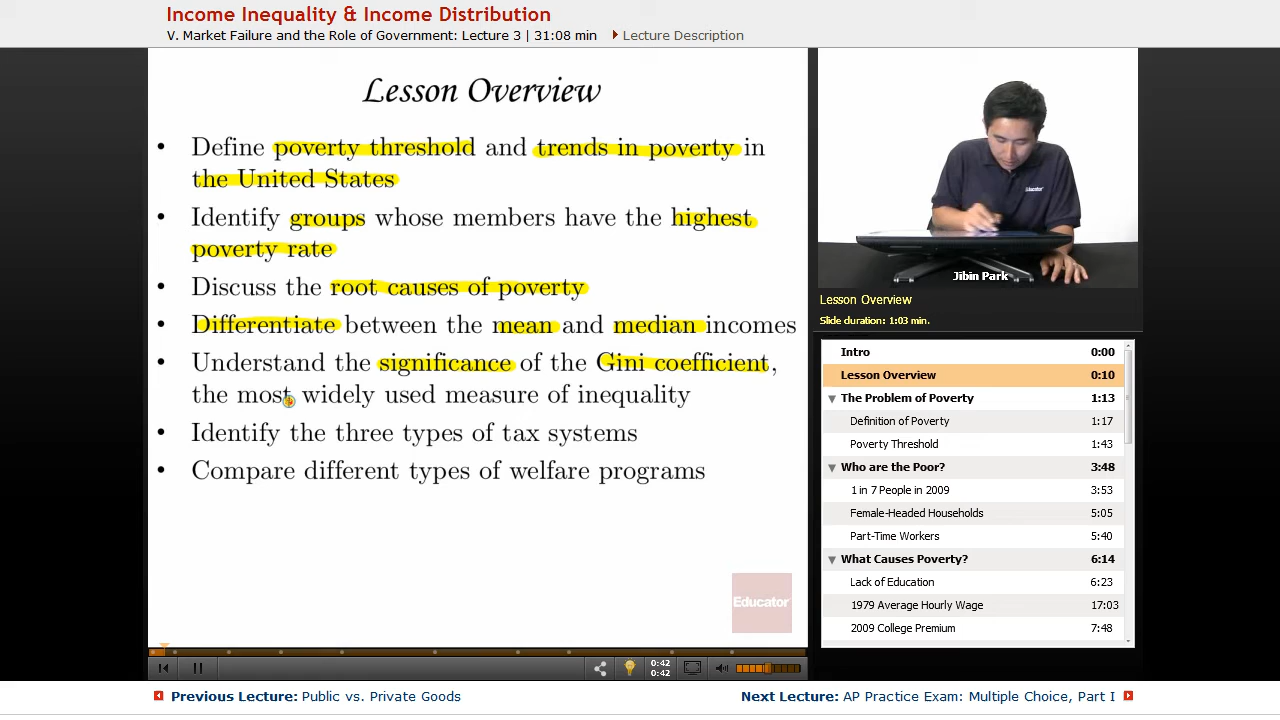 Income Inequality & Income Distribution
V. Market Failure and the Role of Government: Lecture 3 | 31:08 min
Lecture Description
Lesson Overview
• Define poverty threshold and trends in poverty in
the United States
• Identify groups whose members have the highest
poverty rate
• Discuss the root causes of poverty
• Differentiate between the mean and median incomes
• Understand the significance of the Gini coefficient,
the most widely used measure of inequality
• Identify the three types of tax systems
• Compare different types of welfare programs
Educator
Educator
Jibin Park
Lesson Overview
Slide duration: 1:03 min.
Intro 0:00
Lesson Overview 0:10
The Problem of Poverty 1:13
Definition of Poverty 1:17
Poverty Threshold 1:43
Who are the Poor? 3:48
1 in 7 People in 2009 3:53
Female-Headed Households 5:05
Part-Time Workers 5:40
What Causes Poverty? 6:14
Lack of Education 6:23
1979 Average Hourly Wage 17:03
2009 College Premium 7:48
0:42
0:42
Previous Lecture: Public vs. Private Goods
Next Lecture: AP Practice Exam: Multiple Choice, Part I